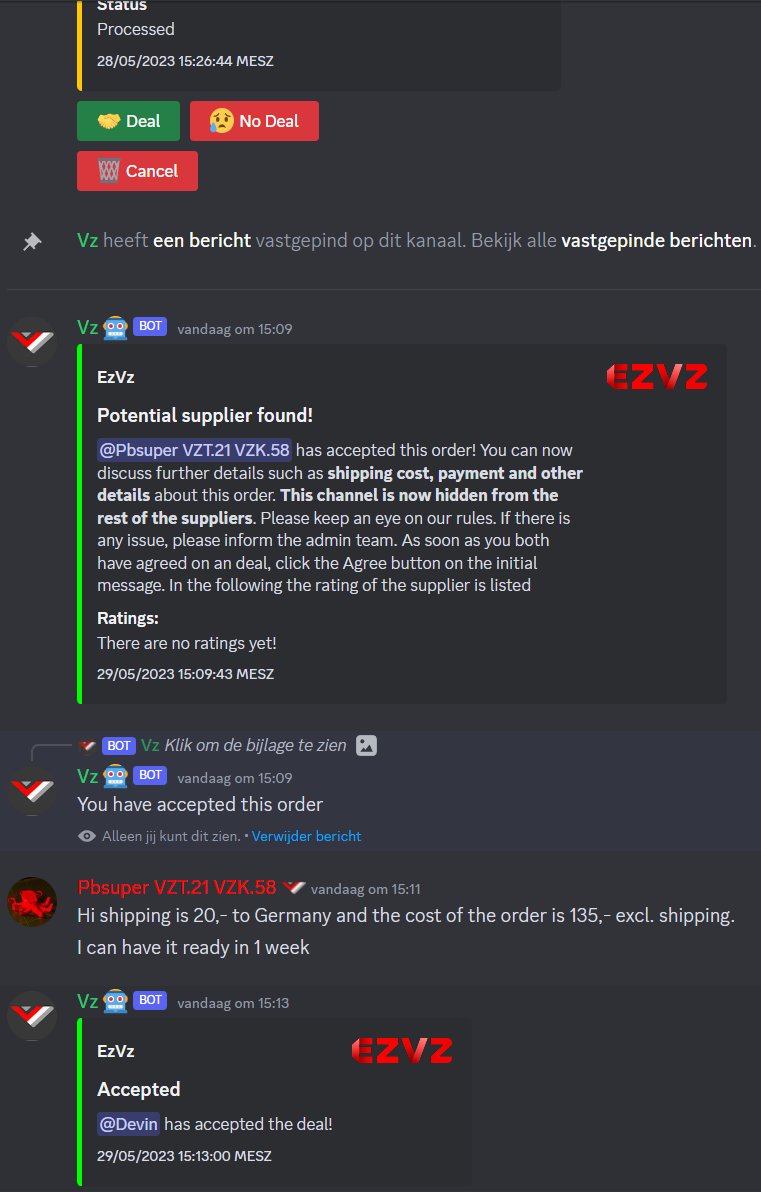 Status
Processed
28/05/2023 15:26:44 MESZ
Deal
No Deal
Cancel
Vz heeft een bericht vastgepind op dit kanaal. Bekijk alle vastgepinde berichten.
Vz BOT vandaag om 15:09
EZVZ
EzVz
Potential supplier found!
@Pbsuper VZT.21 VZK.58 has accepted this order! You can now
discuss further details such as shipping cost, payment and other
details about this order. This channel is now hidden from the
rest of the suppliers. Please keep an eye on our rules. If there is
any issue, please inform the admin team. As soon as you both
have agreed on an deal, click the Agree button on the initial
message. In the following the rating of the supplier is listed
Ratings:
There are no ratings yet!
29/05/2023 15:09:43 MESZ
BOT Vz Klik om de bijlage te zien
Vz BOT vandaag om 15:09
You have accepted this order
Alleen jij kunt dit zien. • Verwijder bericht
Pbsuper VZT.21 VZK.58 vandaag om 15:11
Hi shipping is 20,- to Germany and the cost of the order is 135,- excl. shipping.
I can have it ready in 1 week
Vz BOT vandaag om 15:13
EzVz
EZVZ
Accepted
@Devin has accepted the deal!
29/05/2023 15:13:00 MESZ